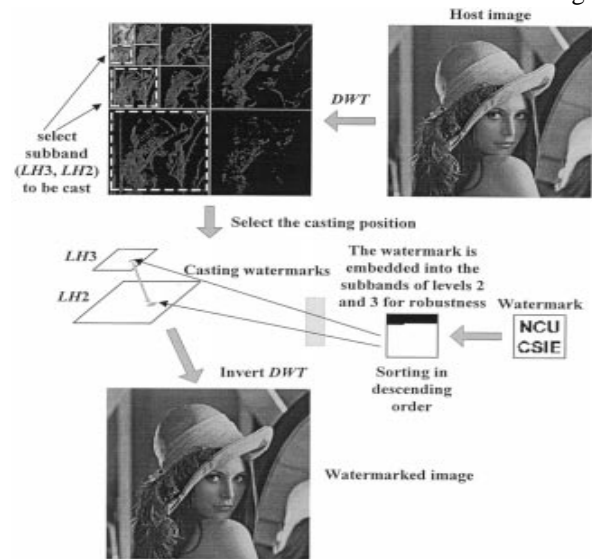 Host image
DWT
select
subband
(LH3, LH2)
to be cast
Select the casting position
LH3
Casting watermarks
LH2
The watermark is
embedded into the
subbands of levels 2
and 3 for robustness
Watermark
NCU
CSIE
Sorting in
descending
order
Invert DWT
Watermarked image